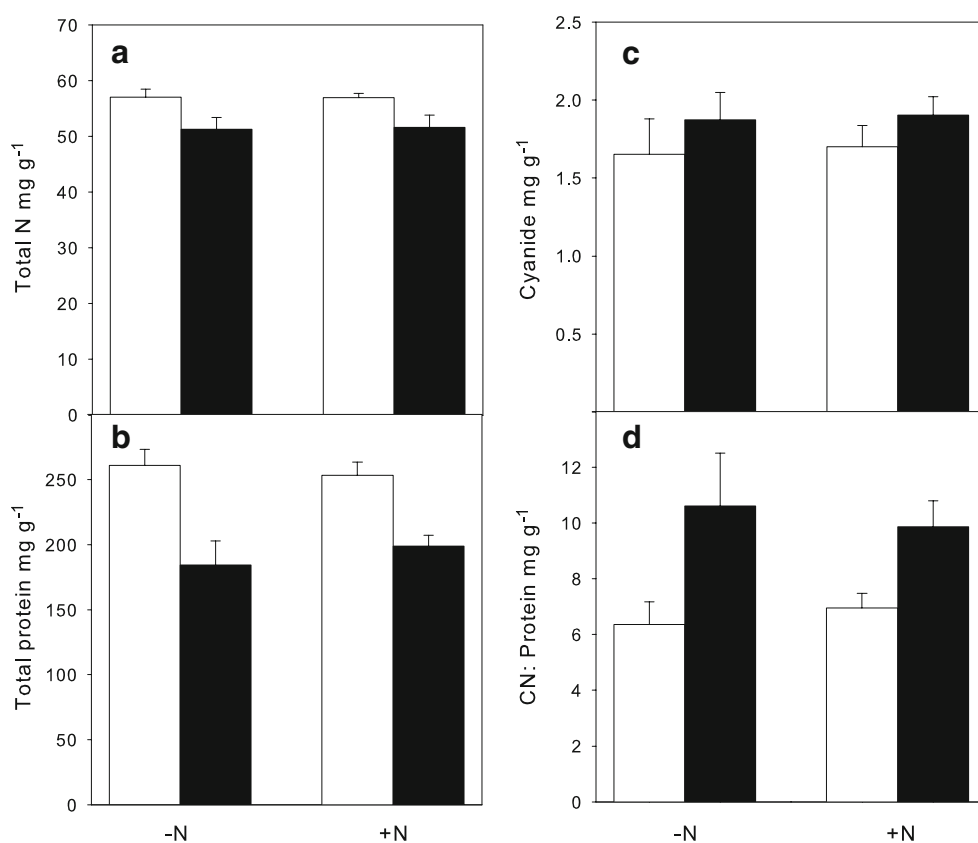 a
Total N mg g⁻¹
70
60
50
40
30
20
10
0
b
Total protein mg g⁻¹
250
200
150
100
50
0
-N +N
c
Cyanide mg g⁻¹
2.5
2.0
1.5
1.0
0.5
d
CN: Protein mg g⁻¹
12
10
8
6
4
2
0
-N +N